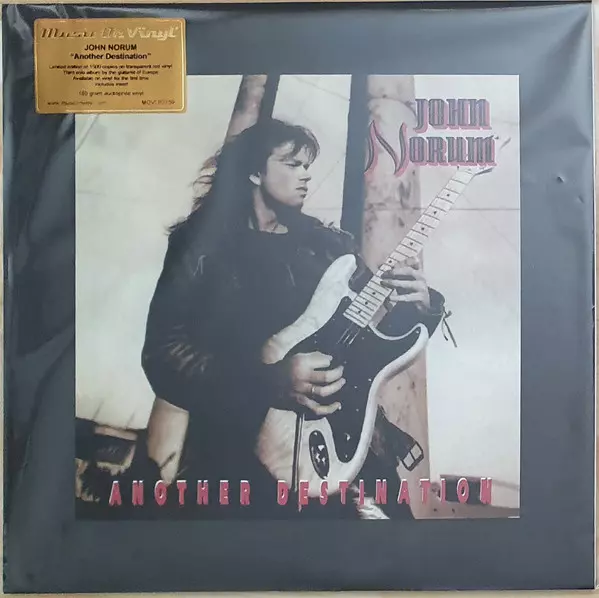 Music On Vinyl
JOHN NORUM
"Another Destination"
Limited edition of 1500 copies on transparent red vinyl
Third solo album by the guitarist of Europe
Available on vinyl for the first time
Includes insert
180 gram audiophile vinyl
JOHN
NORUM
ANOTHER DESTINATION